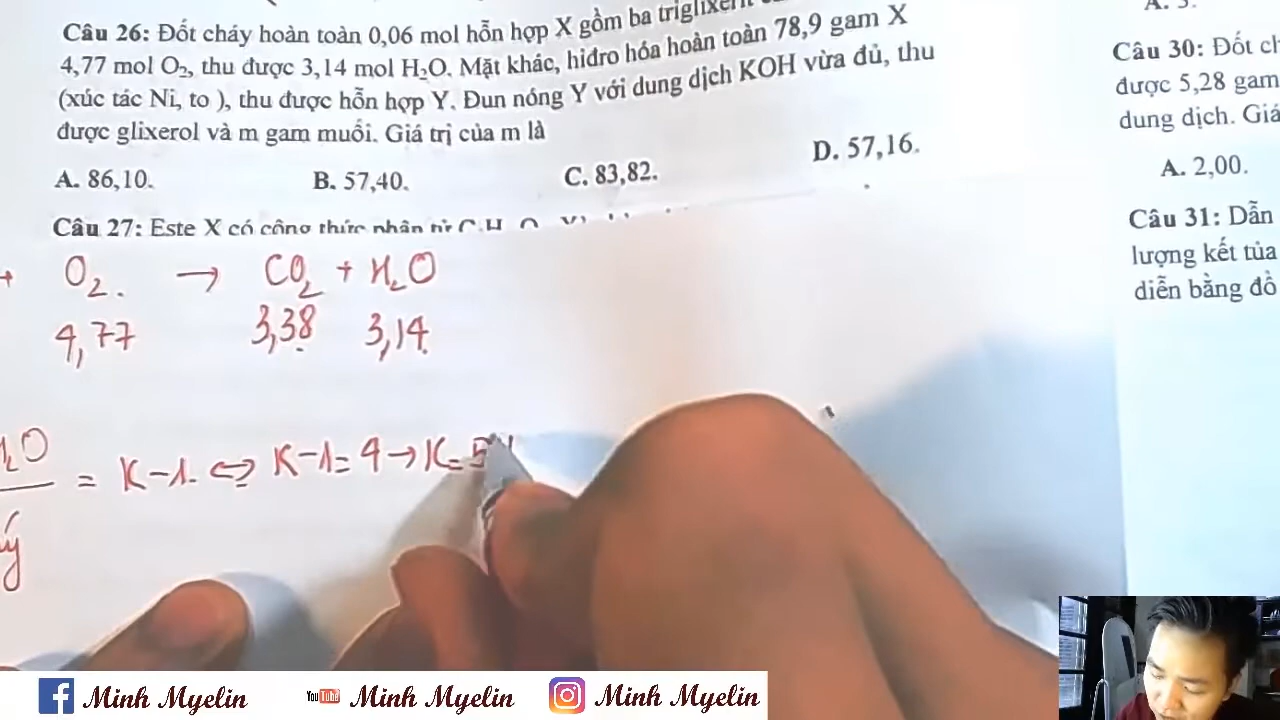 Câu 26: Đốt cháy hoàn toàn 0,06 mol hỗn hợp X gồm ba
4,77 mol O₂, thu được 3,14 mol H₂O. Mặt khác, hiđro hóa hoàn toàn 78,9 gam X
(xúc tác Ni, to ), thu được hỗn hợp Y. Đun nóng Y với dung dịch KOH vừa đủ, thu
được glixerol và m gam muối. Giá trị của m là
A. 86,10. B. 57,40. C. 83,82. D. 57,16.
Câu 27: Este X có công thức phân tử
+ O₂ → CO₂ + H₂O
4,77 3,38 3,14
= K-1. ⇔ K-1 = 4 → K = 5
Câu 30: Đốt
được 5,28 gam
dung dịch.
A. 2,00.
Câu 31: Dẫn
lượng kết tủa
diễn bằng đồ
Minh Myelin
YouTube Minh Myelin
Minh Myelin